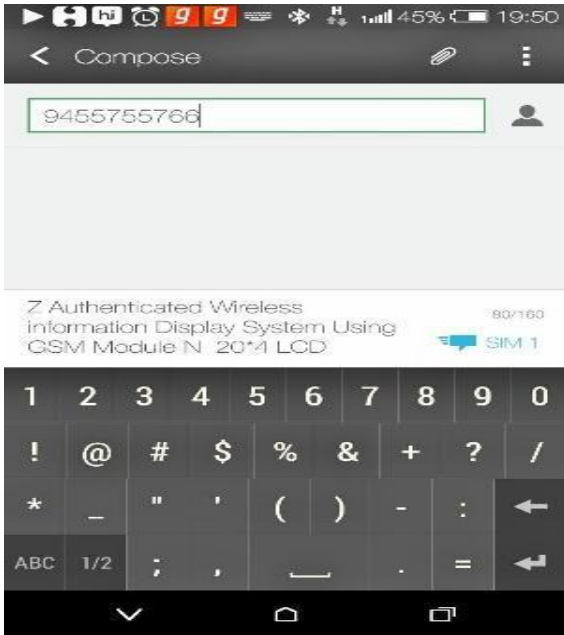 hi g g H 45% 19:50
Compose
9455755766
Z Authenticated Wireless
information Display System Using
GSM Module N 20*4 LCD
80/160
SIM 1
1 2 3 4 5 6 7 8 9 0
! @ # $ % & + ? /
* _ " ' ( ) - :
ABC 1/2 ; , . =